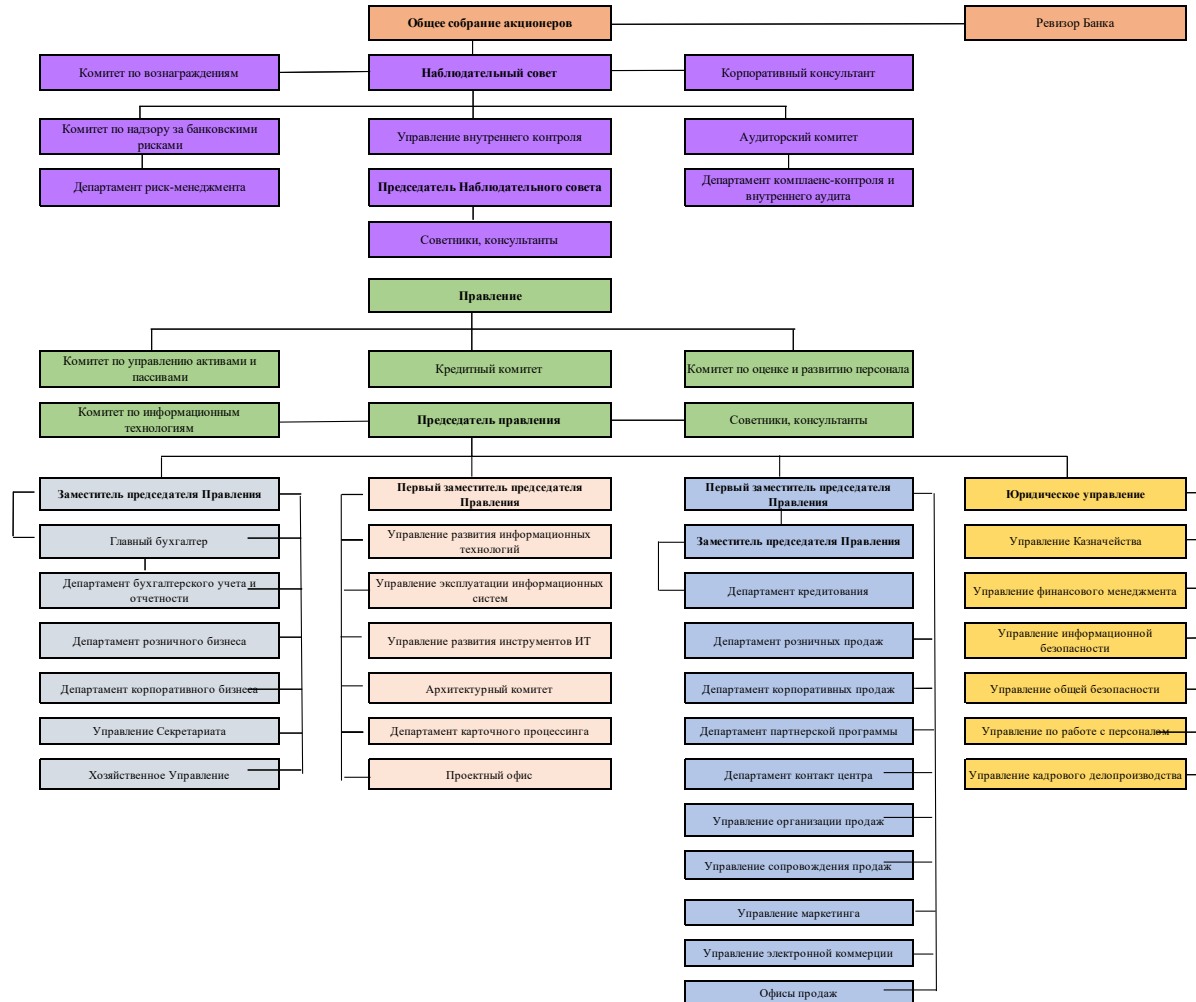 Общее собрание акционеров
Ревизор Банка
Комитет по вознаграждениям
Наблюдательный совет
Корпоративный консультант
Комитет по надзору за банковскими
рисками
Управление внутреннего контроля
Аудиторский комитет
Департамент риск-менеджмента
Председатель Наблюдательного совета
Департамент комплаенс-контроля и
внутреннего аудита
Советники, консультанты
Правление
Комитет по управлению активами и
пассивами
Кредитный комитет
Комитет по оценке и развитию персонала
Комитет по информационным
технологиям
Председатель правления
Советники, консультанты
Заместитель председателя Правления
Главный бухгалтер
Департамент бухгалтерского учета и
отчетности
Департамент розничного бизнеса
Департамент корпоративного бизнеса
Управление Секретариата
Хозяйственное Управление
Первый заместитель председателя
Правления
Управление развития информационных
технологий
Управление эксплуатации информационных
систем
Управление развития инструментов ИТ
Архитектурный комитет
Департамент карточного процессинга
Проектный офис
Первый заместитель председателя
Правления
Заместитель председателя Правления
Департамент кредитования
Департамент розничных продаж
Департамент корпоративных продаж
Департамент партнерской программы
Департамент контакт центра
Управление организации продаж
Управление сопровождения продаж
Управление маркетинга
Управление электронной коммерции
Офисы продаж
Юридическое управление
Управление Казначейства
Управление финансового менеджмента
Управление информационной
безопасности
Управление общей безопасности
Управление по работе с персоналом
Управление кадрового делопроизводства